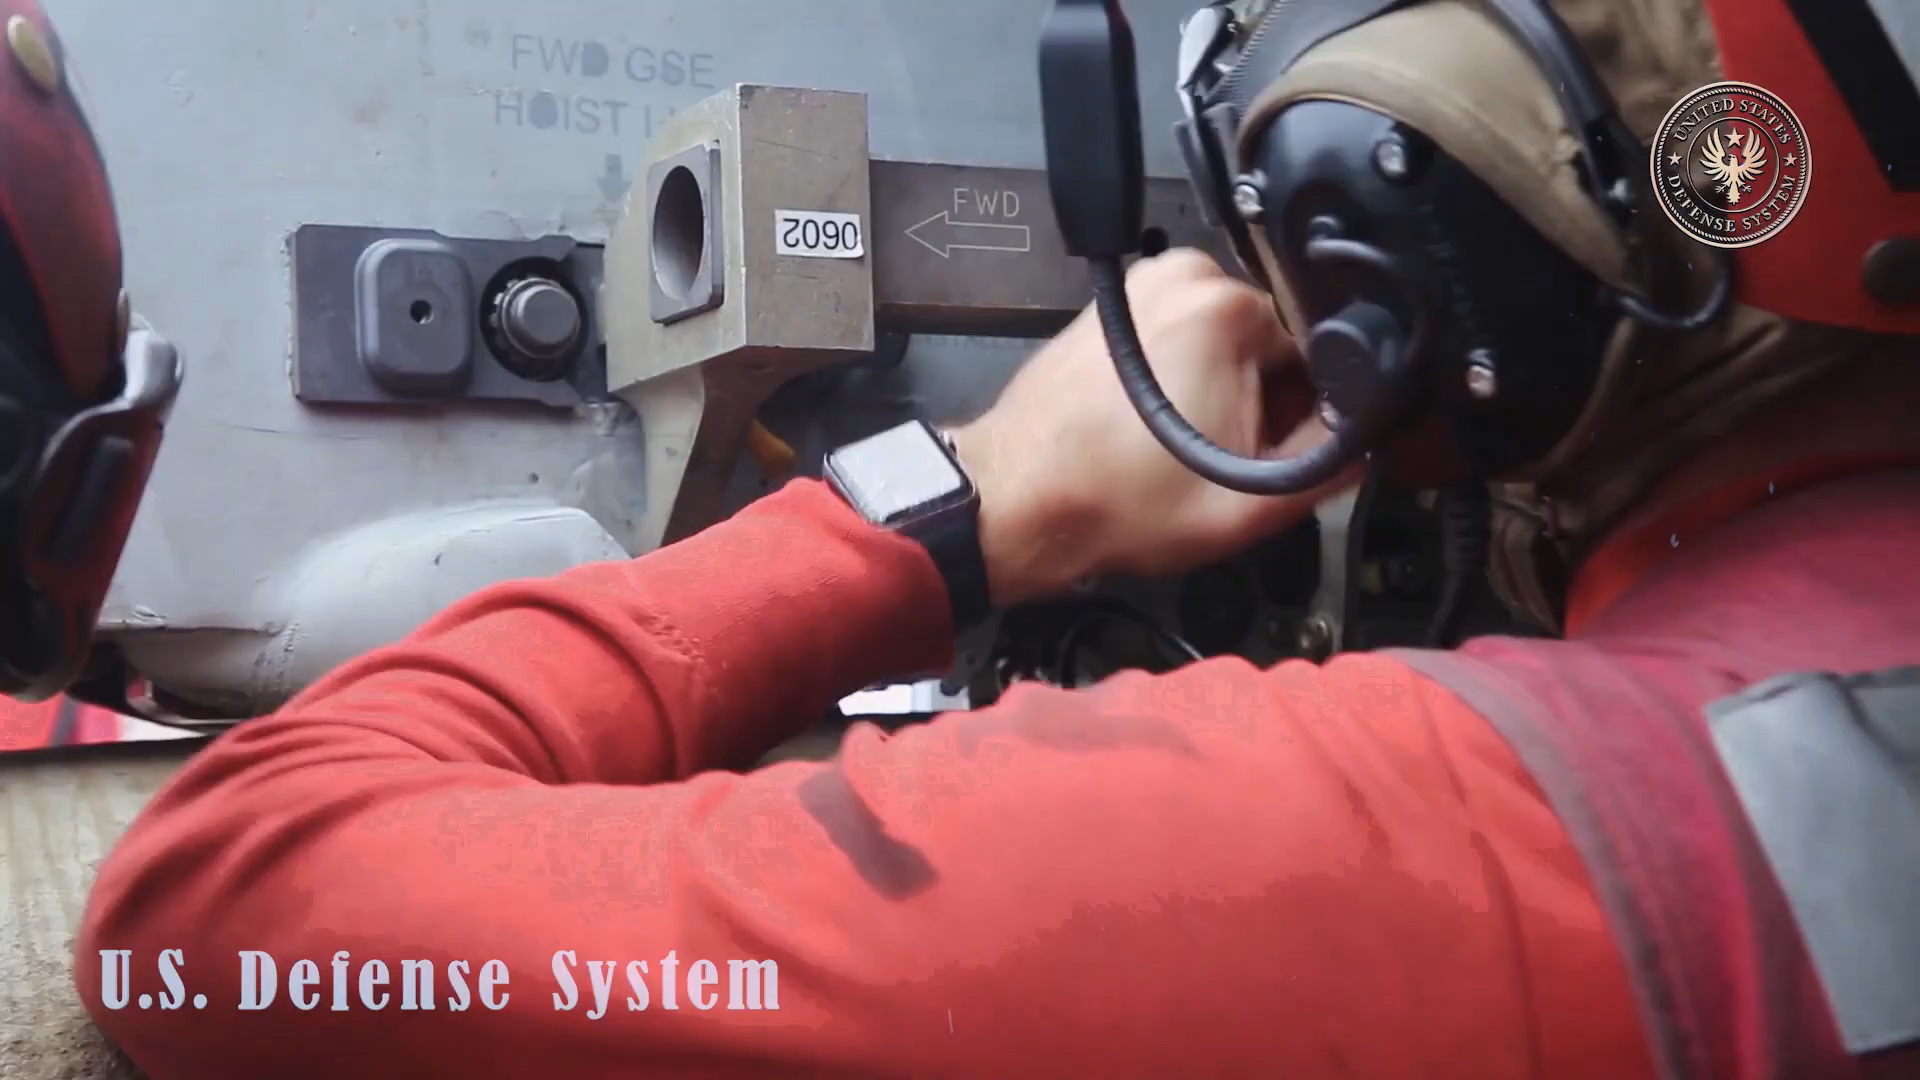 FWD GSE
HOIST
FWD
0602
UNITED STATES
DEFENSE SYSTEM
U.S. Defense System